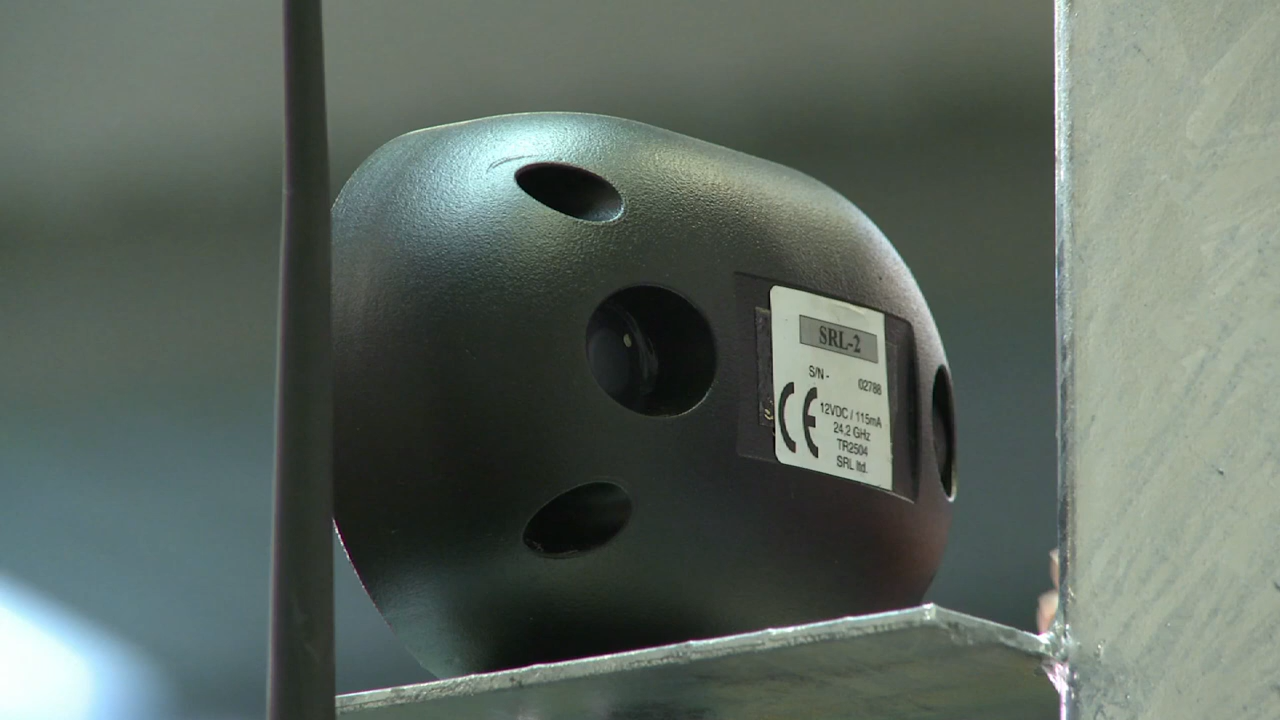 SRL-2
S/N - 02788
CE
12VDC / 115mA
24.2 GHz
TR2504
SRL ltd.